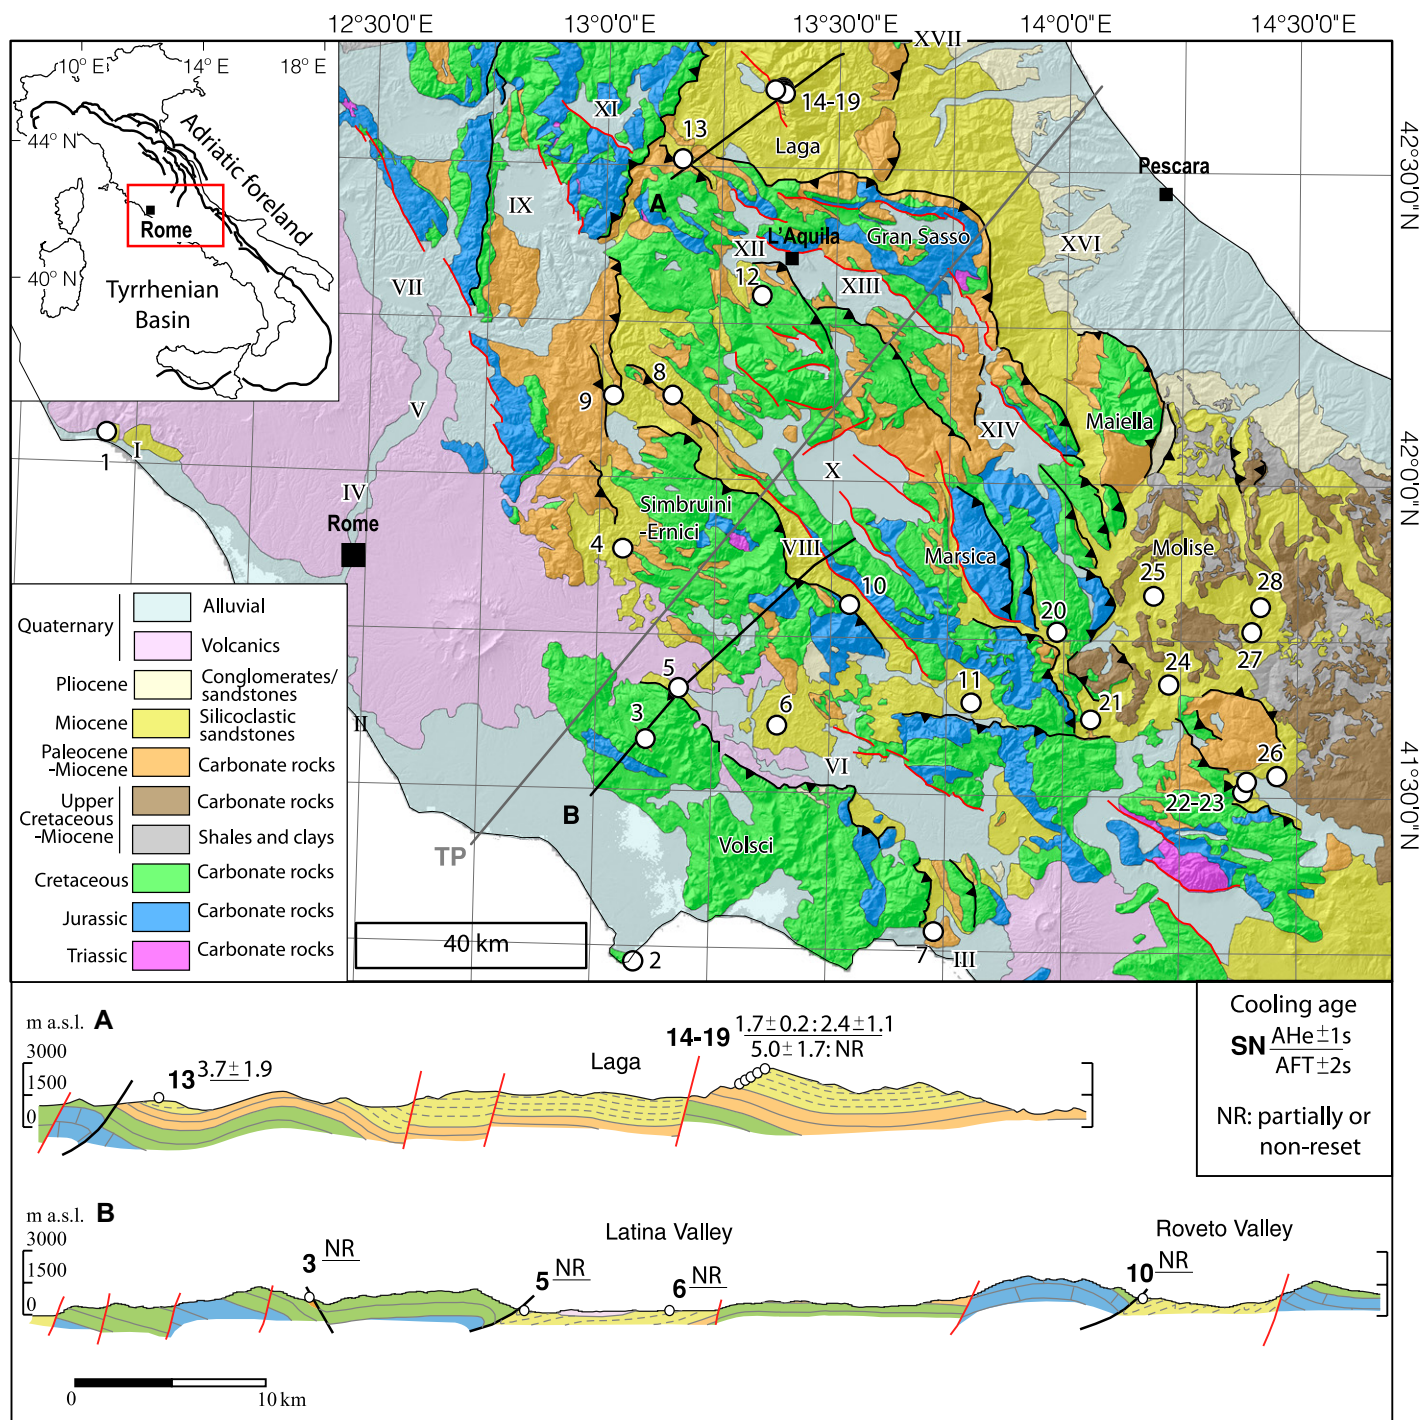 12°30'0"E
13°0'0"E
13°30'0"E
14°0'0"E
14°30'0"E
10° E
14° E
18° E
44° N
40° N
Adriatic foreland
Rome
Tyrrhenian
Basin
42°30'0"N
42°0'0"N
41°30'0"N
XVII
14-19
XI
13
Laga
Pescara
IX
A
L'Aquila
Gran Sasso
XVI
XII
VII
12
XIII
8
9
V
Maiella
XIV
1
I
X
IV
Simbruini
-Ernici
Rome
4
VIII
Marsica
Molise
25
28
10
20
27
5
24
11
3
6
21
II
VI
26
22-23
B
Volsci
TP
40 km
2
7
III
Quaternary
Alluvial
Volcanics
Pliocene
Conglomerates/
sandstones
Miocene
Silicoclastic
sandstones
Paleocene
-Miocene
Carbonate rocks
Upper
Cretaceous
-Miocene
Carbonate rocks
Shales and clays
Cretaceous
Carbonate rocks
Jurassic
Carbonate rocks
Triassic
Carbonate rocks
m a.s.l. A
3000
1500
0
13 3.7±1.9
Laga
14-19 1.7±0.2:2.4±1.1
5.0±1.7: NR
Cooling age
SN AHe±1s
AFT±2s
NR: partially or
non-reset
m a.s.l. B
3000
1500
0
3 NR
Latina Valley
5 NR
6 NR
Roveto Valley
10 NR
0
10 km